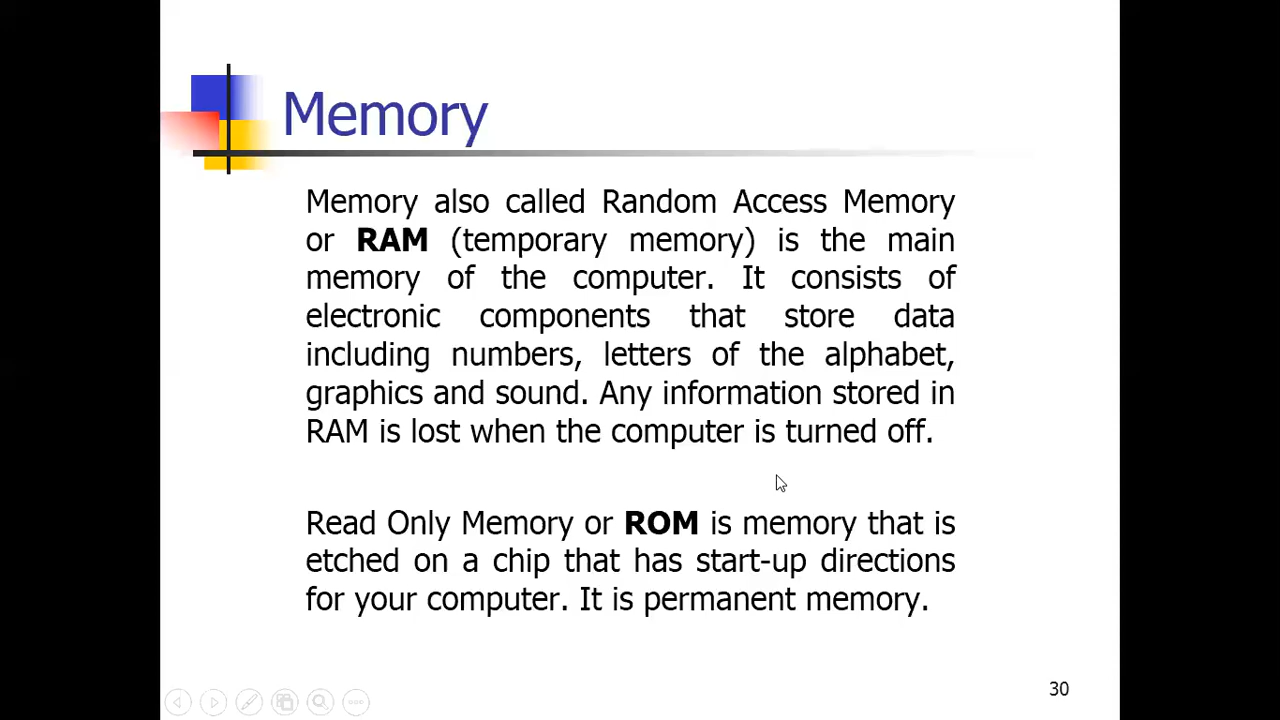 Memory
Memory also called Random Access Memory
or RAM (temporary memory) is the main
memory of the computer. It consists of
electronic components that store data
including numbers, letters of the alphabet,
graphics and sound. Any information stored in
RAM is lost when the computer is turned off.
Read Only Memory or ROM is memory that is
etched on a chip that has start-up directions
for your computer. It is permanent memory.
30